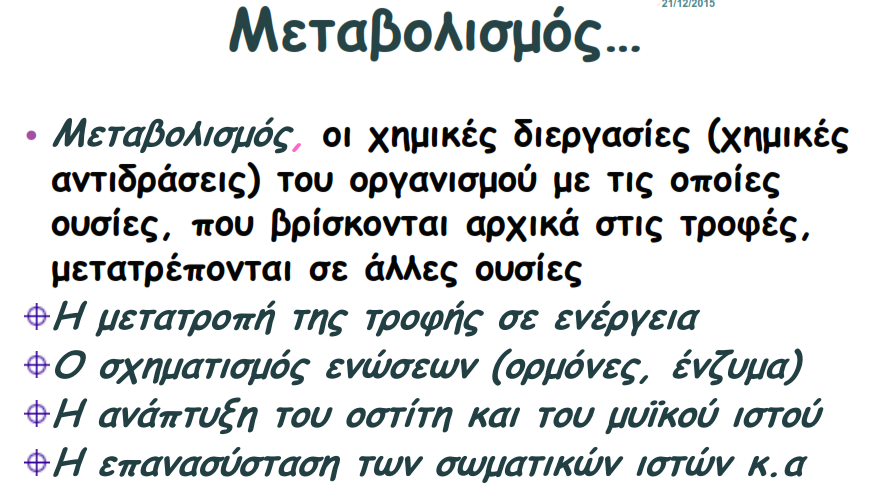 21/12/2015
Μεταβολισμός...
• Μεταβολισμός, οι χημικές διεργασίες (χημικές
αντιδράσεις) του οργανισμού με τις οποίες
ουσίες, που βρίσκονται αρχικά στις τροφές,
μετατρέπονται σε άλλες ουσίες
Η μετατροπή της τροφής σε ενέργεια
Ο σχηματισμός ενώσεων (ορμόνες, ένζυμα)
Η ανάπτυξη του οστίτη και του μυϊκού ιστού
Η επανασύσταση των σωματικών ιστών κ.α